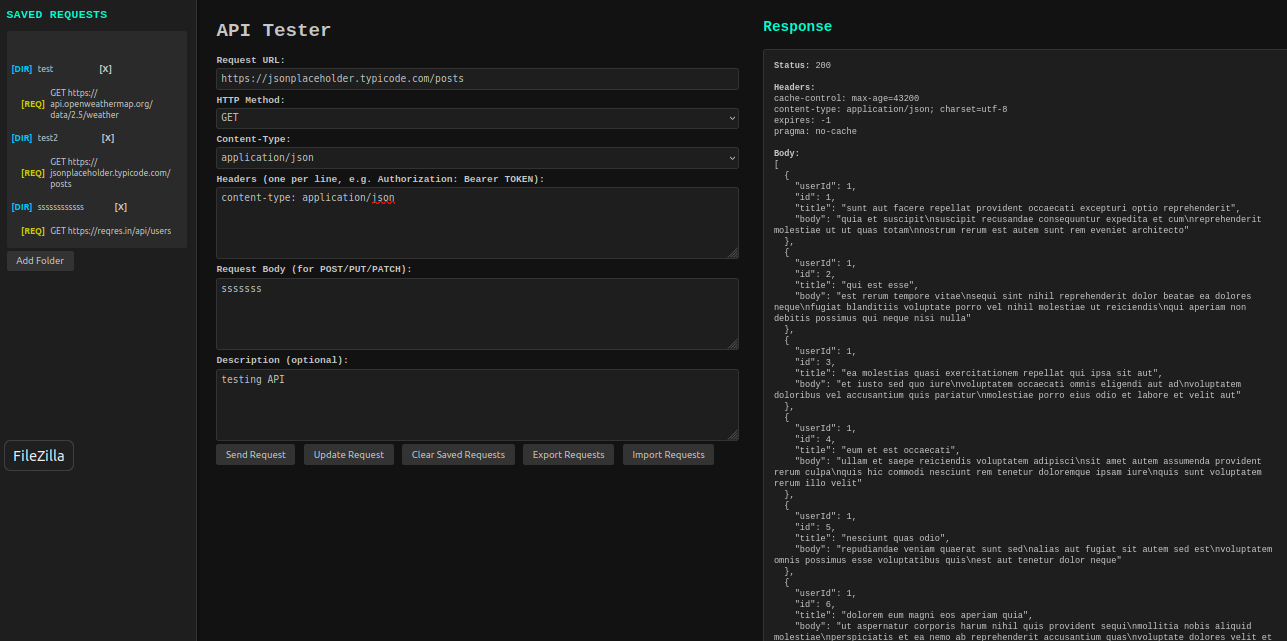 SAVED REQUESTS
[DIR] test [X]
[REQ] GET https://
api.openweathermap.org/
data/2.5/weather
[DIR] test2 [X]
[REQ] GET https://
jsonplaceholder.typicode.com/
posts
[DIR] ssssssssssss [X]
[REQ] GET https://reqres.in/api/users
Add Folder
FileZilla
API Tester
Request URL:
https://jsonplaceholder.typicode.com/posts
HTTP Method:
GET
Content-Type:
application/json
Headers (one per line, e.g. Authorization: Bearer TOKEN):
content-type: application/json
Request Body (for POST/PUT/PATCH):
sssssss
Description (optional):
testing API
Send Request
Update Request
Clear Saved Requests
Export Requests
Import Requests
Response
Status: 200
Headers:
cache-control: max-age=43200
content-type: application/json; charset=utf-8
expires: -1
pragma: no-cache
Body:
[
{
"userId": 1,
"id": 1,
"title": "sunt aut facere repellat provident occaecati excepturi optio reprehenderit",
"body": "quia et suscipit\nsuscipit recusandae consequuntur expedita et cum\nreprehenderit
molestiae ut ut quas totam\nnostrum rerum est autem sunt rem eveniet architecto"
},
{
"userId": 1,
"id": 2,
"title": "qui est esse",
"body": "est rerum tempore vitae\nsequi sint nihil reprehenderit dolor beatae ea dolores
neque\nfugiat blanditiis voluptate porro vel nihil molestiae ut reiciendis\nqui aperiam non
debitis possimus qui neque nisi nulla"
},
{
"userId": 1,
"id": 3,
"title": "ea molestias quasi exercitationem repellat qui ipsa sit aut",
"body": "et iusto sed quo iure\nvoluptatem occaecati omnis eligendi aut ad\nvoluptatem
doloribus vel accusantium quis pariatur\nmolestiae porro eius odio et labore et velit aut"
},
{
"userId": 1,
"id": 4,
"title": "eum et est occaecati",
"body": "ullam et saepe reiciendis voluptatem adipisci\nsit amet autem assumenda provident
rerum culpa\nquis hic commodi nesciunt rem tenetur doloremque ipsam iure\nquis sunt voluptatem
rerum illo velit"
},
{
"userId": 1,
"id": 5,
"title": "nesciunt quas odio",
"body": "repudiandae veniam quaerat sunt sed\nalias aut fugiat sit autem sed est\nvoluptatem
omnis possimus esse voluptatibus quis\nest aut tenetur dolor neque"
},
{
"userId": 1,
"id": 6,
"title": "dolorem eum magni eos aperiam quia",
"body": "ut aspernatur corporis harum nihil quis provident sequi\nmollitia nobis aliquid
molestiae\nperspiciatis et ea nemo ab reprehenderit accusantium quas\nvoluptate dolores velit et